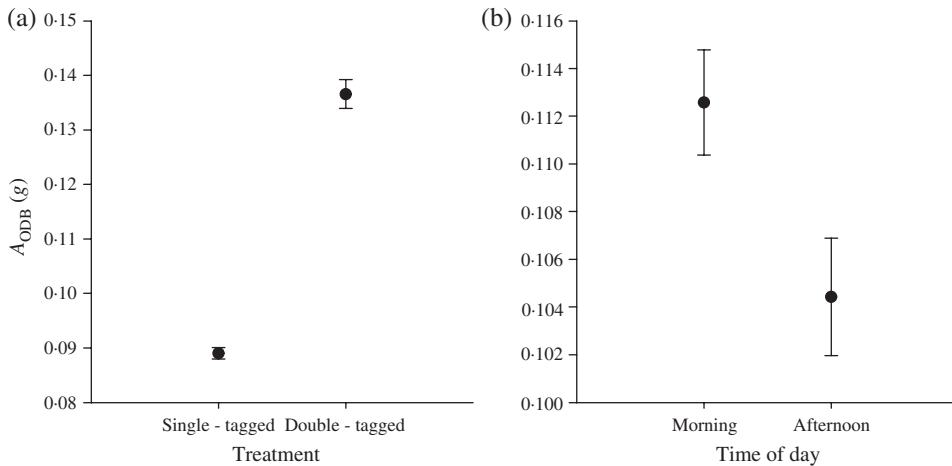 (a)
0·15
0·14
0·13
0·12
0·11
0·10
0·09
0·08
A_ODB (g)
Single - tagged Double - tagged
Treatment
(b)
0·116
0·114
0·112
0·110
0·108
0·106
0·104
0·102
0·100
Morning Afternoon
Time of day